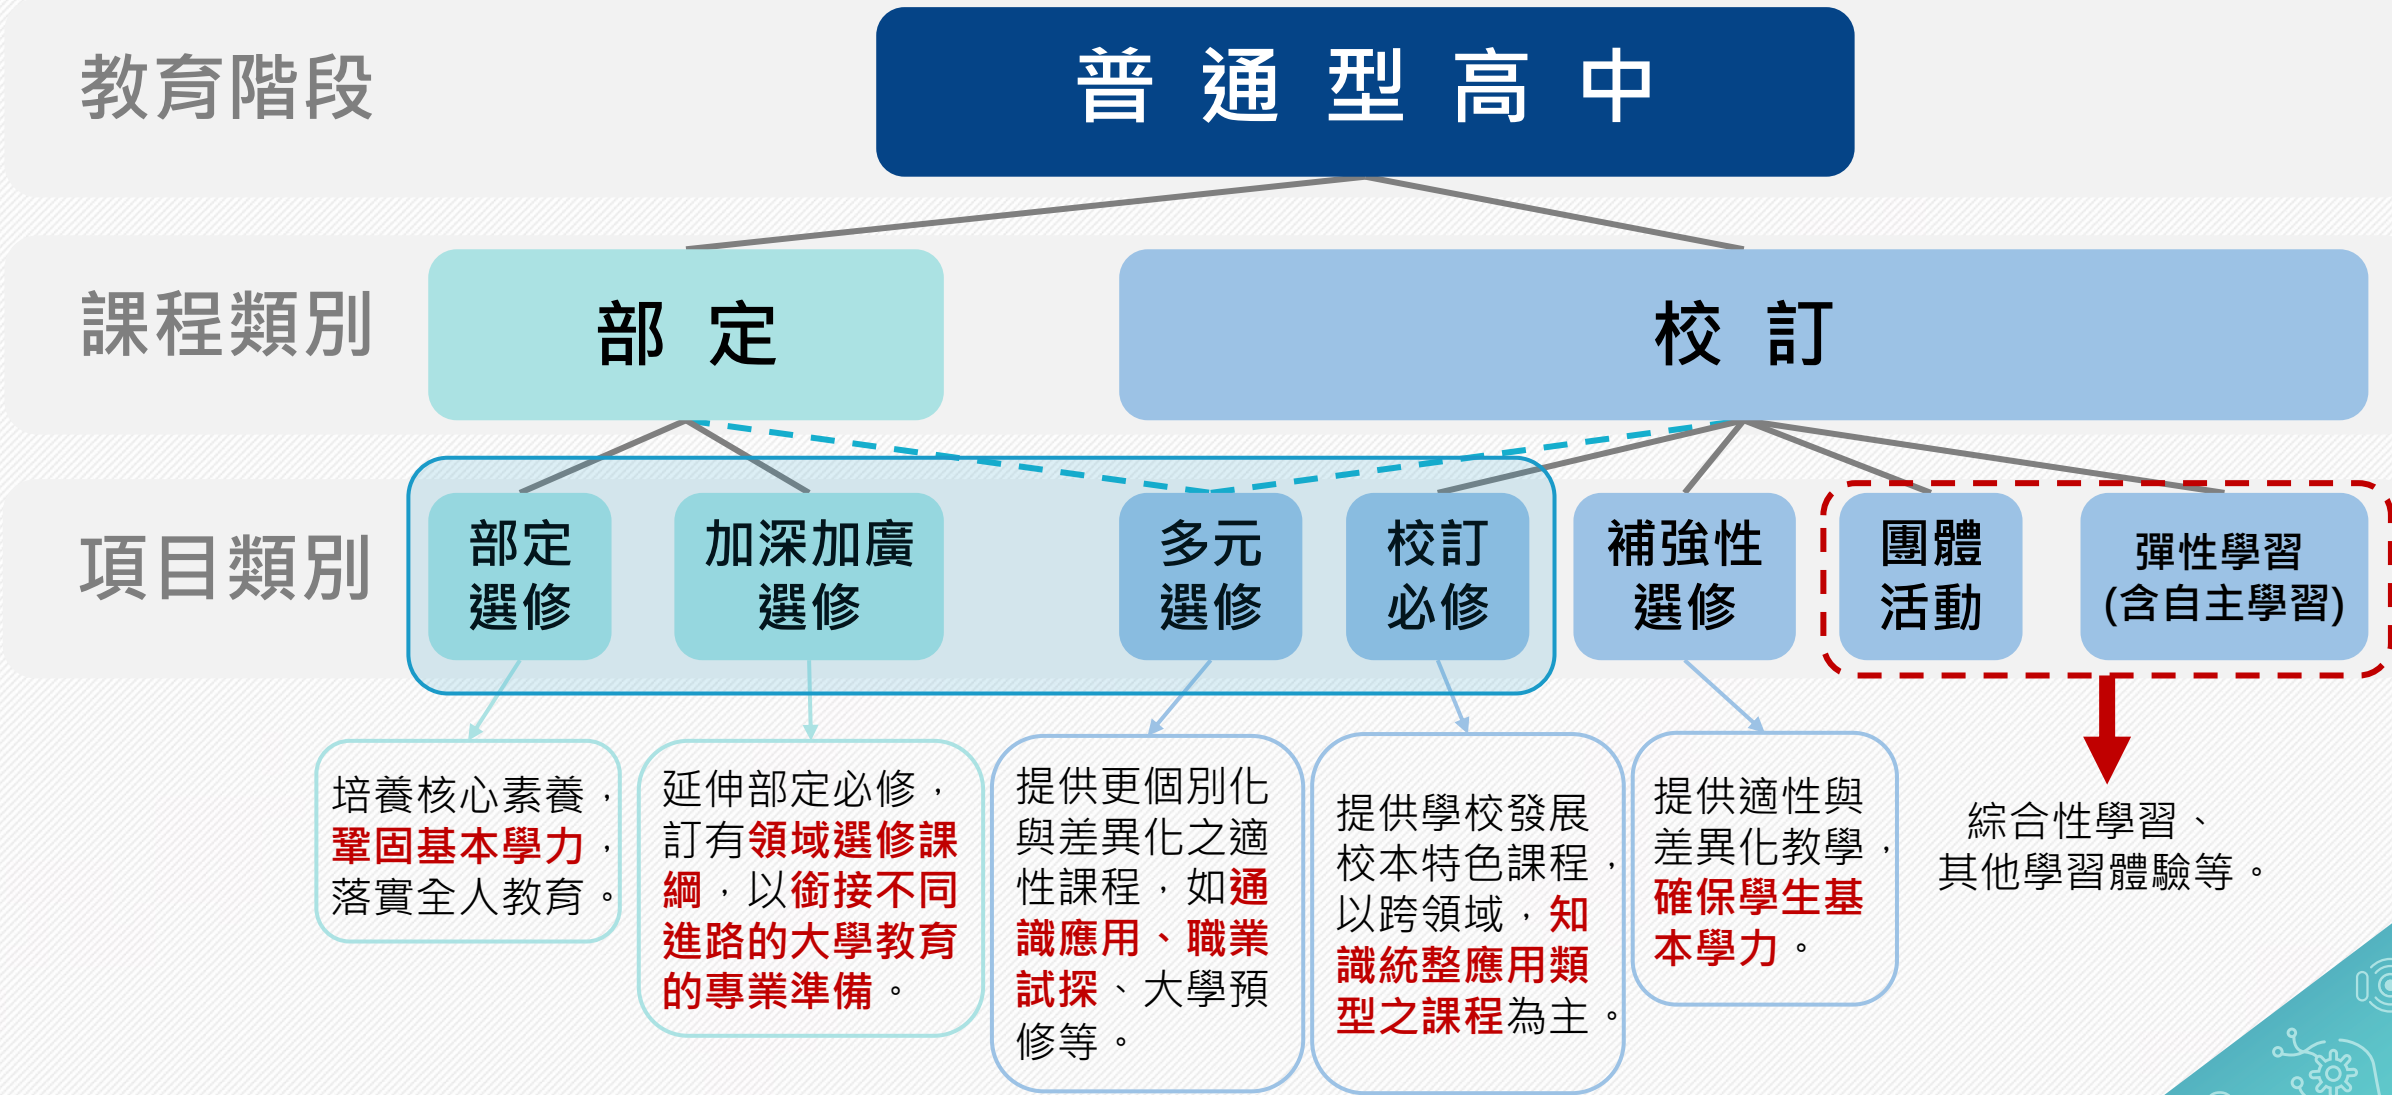 教育階段
普通型高中
課程類別
部定
校訂
項目類別
部定
選修
加深加廣
選修
多元
選修
校訂
必修
補強性
選修
團體
活動
彈性學習
(含自主學習)
培養核心素養，
鞏固基本學力，
落實全人教育。
延伸部定必修，
訂有領域選修課
綱，以銜接不同
進路的大學教育
的專業準備。
提供更個別化
與差異化之適
性課程，如通
識應用、職業
試探、大學預
修等。
提供學校發展
校本特色課程，
以跨領域，知
識統整應用類
型之課程為主。
提供適性與
差異化教學，
確保學生基
本學力。
綜合性學習、
其他學習體驗等。